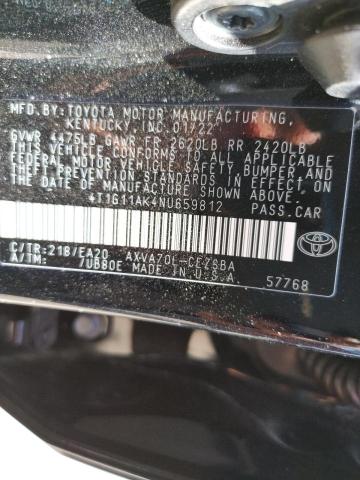 MFD.BY: TOYOTA MOTOR MANUFACTURING,
KENTUCKY, INC. 01/22
GVWR 4475LB GAWR FR 2620LB RR 2420LB
THIS VEHICLE CONFORMS TO ALL APPLICABLE
FEDERAL MOTOR VEHICLE SAFETY, BUMPER, AND
THEFT PREVENTION STANDARDS IN EFFECT ON
THE DATE OF MANUFACTURE SHOWN ABOVE.
4T1G11AK4NU659812 PASS.CAR
C/TR:218/EA20 AXVA70L-CEZSBA
A/TM: /UB80E MADE IN U.S.A.
57768
TOYOTA